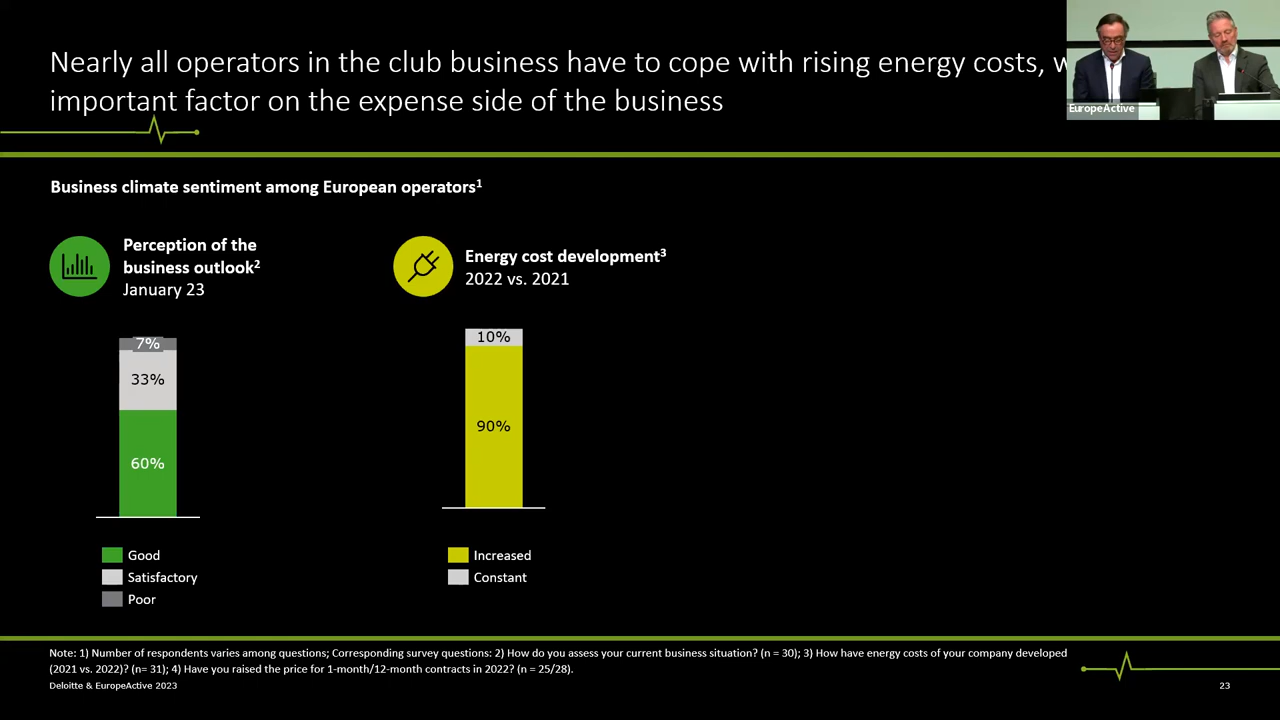 Nearly all operators in the club business have to cope with rising energy costs,
important factor on the expense side of the business
EuropeActive
Business climate sentiment among European operators¹
Perception of the
business outlook²
January 23
7%
33%
60%
Good
Satisfactory
Poor
Energy cost development³
2022 vs. 2021
10%
90%
Increased
Constant
Note: 1) Number of respondents varies among questions; Corresponding survey questions: 2) How do you assess your current business situation? (n = 30); 3) How have energy costs of your company developed
(2021 vs. 2022)? (n= 31); 4) Have you raised the price for 1-month/12-month contracts in 2022? (n = 25/28).
Deloitte & EuropeActive 2023
23